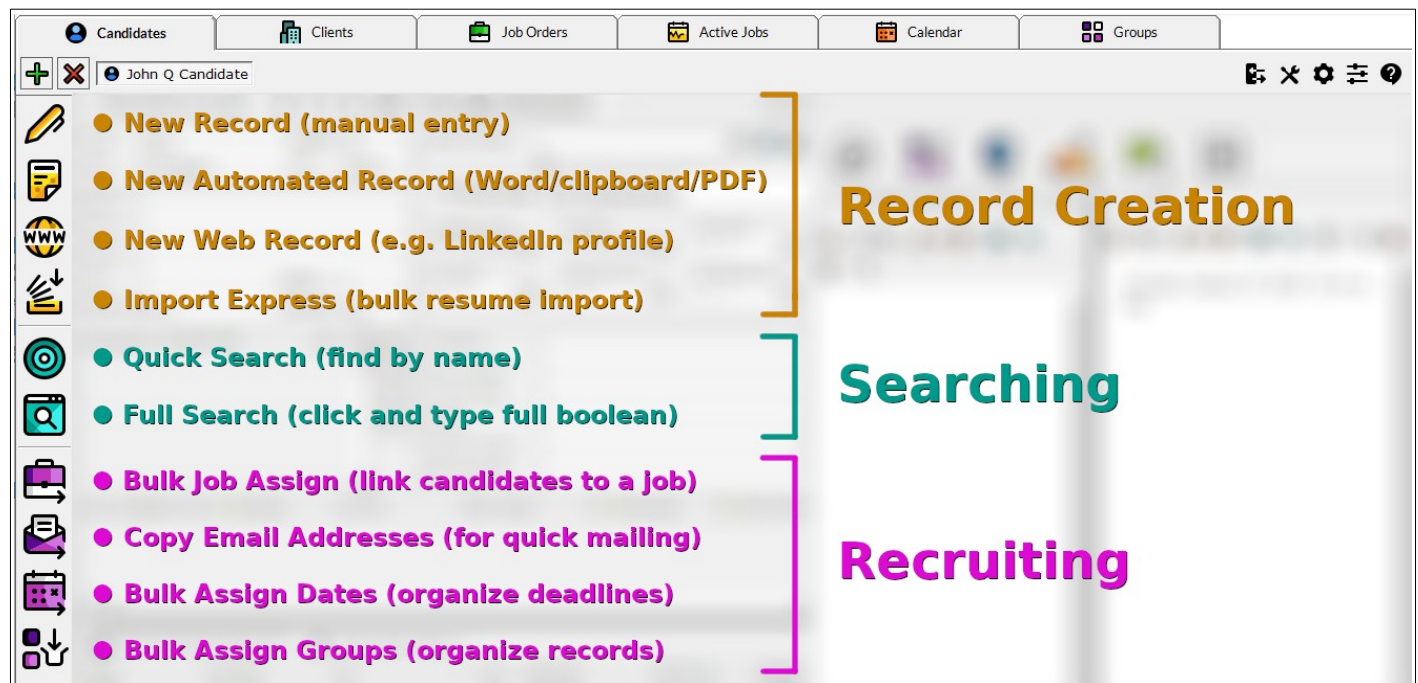 Candidates
Clients
Job Orders
Active Jobs
Calendar
Groups
John Q Candidate
● New Record (manual entry)
● New Automated Record (Word/clipboard/PDF)
WWW
● New Web Record (e.g. LinkedIn profile)
● Import Express (bulk resume import)
Record Creation
● Quick Search (find by name)
● Full Search (click and type full boolean)
Searching
● Bulk Job Assign (link candidates to a job)
● Copy Email Addresses (for quick mailing)
● Bulk Assign Dates (organize deadlines)
● Bulk Assign Groups (organize records)
Recruiting